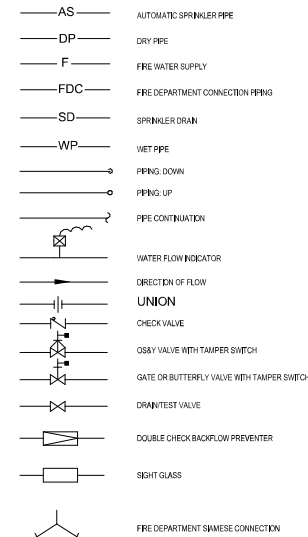 AS AUTOMATIC SPRINKLER PIPE
DP DRY PIPE
F FIRE WATER SUPPLY
FDC FIRE DEPARTMENT CONNECTION PIPING
SD SPRINKLER DRAIN
WP WET PIPE
PIPING: DOWN
PIPING: UP
PIPE CONTINUATION
WATER FLOW INDICATOR
DIRECTION OF FLOW
UNION
CHECK VALVE
OS&Y VALVE WITH TAMPER SWITCH
GATE OR BUTTERFLY VALVE WITH TAMPER SWITCH
DRAIN/TEST VALVE
DOUBLE CHECK BACKFLOW PREVENTER
SIGHT GLASS
FIRE DEPARTMENT SIAMESE CONNECTION